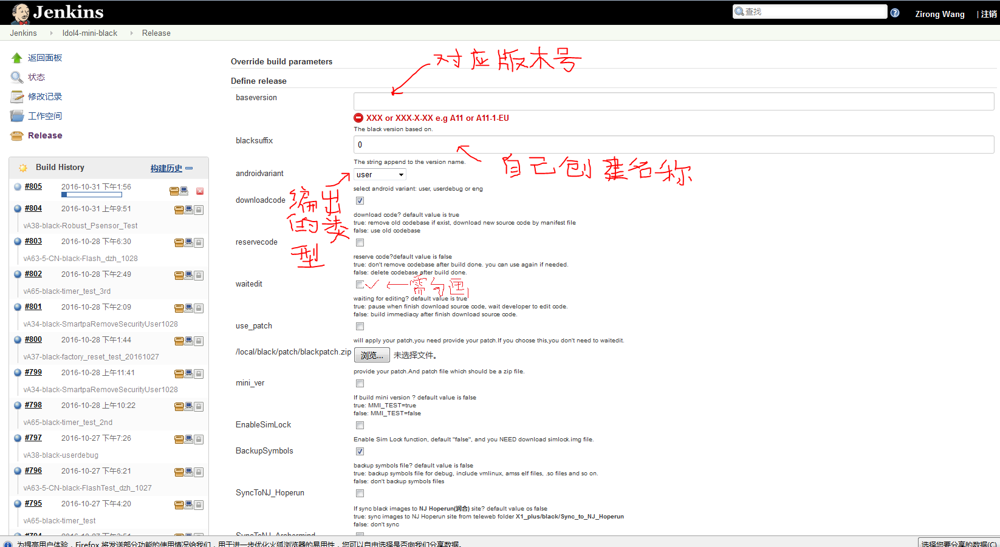 Jenkins
查找
Zirong Wang
| 注销
Jenkins
Idol4-mini-black
Release
返回面板
状态
修改记录
工作空间
Release
Build History
构建历史
#805
2016-10-31 下午1:56
#804
2016-10-31 上午9:51
vA38-black-Robust_Psensor_Test
#803
2016-10-28 下午6:30
vA63-5-CN-black-Flash_dzh_1028
#802
2016-10-28 下午2:49
vA65-black-timer_test_3rd
#801
2016-10-28 下午2:09
vA34-black-SmartpaRemoveSecurityUser1028
#800
2016-10-28 下午1:44
vA37-black-factory_reset_test_20161027
#799
2016-10-28 上午11:41
vA34-black-SmartpaRemoveSecurityUser1028
#798
2016-10-28 上午10:22
vA65-black-timer_test_2nd
#797
2016-10-27 下午7:26
vA38-black-userdebug
#796
2016-10-27 下午6:21
vA63-5-CN-black-FlashTest_dzh_1027
#795
2016-10-27 下午4:20
vA65-black-timer_test
Override build parameters
对应版本号
Define release
baseversion
XXX or XXX-X-XX e.g A11 or A11-1-EU
The black version based on.
blacksuffix
0
自己创建名称
The string append to the version name.
androidvariant
user
select android variant: user, userdebug or eng
编出
的类
型
downloadcode
download code? default value is true
true: remove old codebase if exist, download new source code by manifest file
false: use old codebase
reservecode
reserve code?default value is false
true: don't remove codebase after build done. you can use again if needed.
false: delete codebase after build done.
waitedit
需勾画
waiting for editing? default value is true
true: pause when finish download source code, wait developer to edit code.
false: build immediacy after finish download source code.
use_patch
will apply your patch,you need provide your patch.If you choose this,you don't need to waitedit.
/local/black/patch/blackpatch.zip
浏览...
未选择文件。
provide your patch.And patch file which should be a zip file.
mini_ver
If build mini version ? default value is false
true: MMI_TEST=true
false: MMI_TEST=false
EnableSimLock
Enable Sim Lock function, default "false", and you NEED download simlock.img file.
BackupSymbols
backup symbols file? default value is false
true: backup symbols file for debug, include vmlinux, amss elf files, .so files and so on.
false: don't backup symbols files
SyncToNJ_Hoperun
If sync black images to NJ Hoperun(润合) site? default value os false
true: sync images to NJ Hoperun site from teleweb folder X1_plus/black/Sync_to_NJ_Hoperun
false: don't sync
为提高用户体验，Firefox 将发送部分功能的使用情况给我们，用于进一步优化火狐浏览器的易用性，您可以自由选择是否向我们分享数据。
选择您要分享的数据(C)